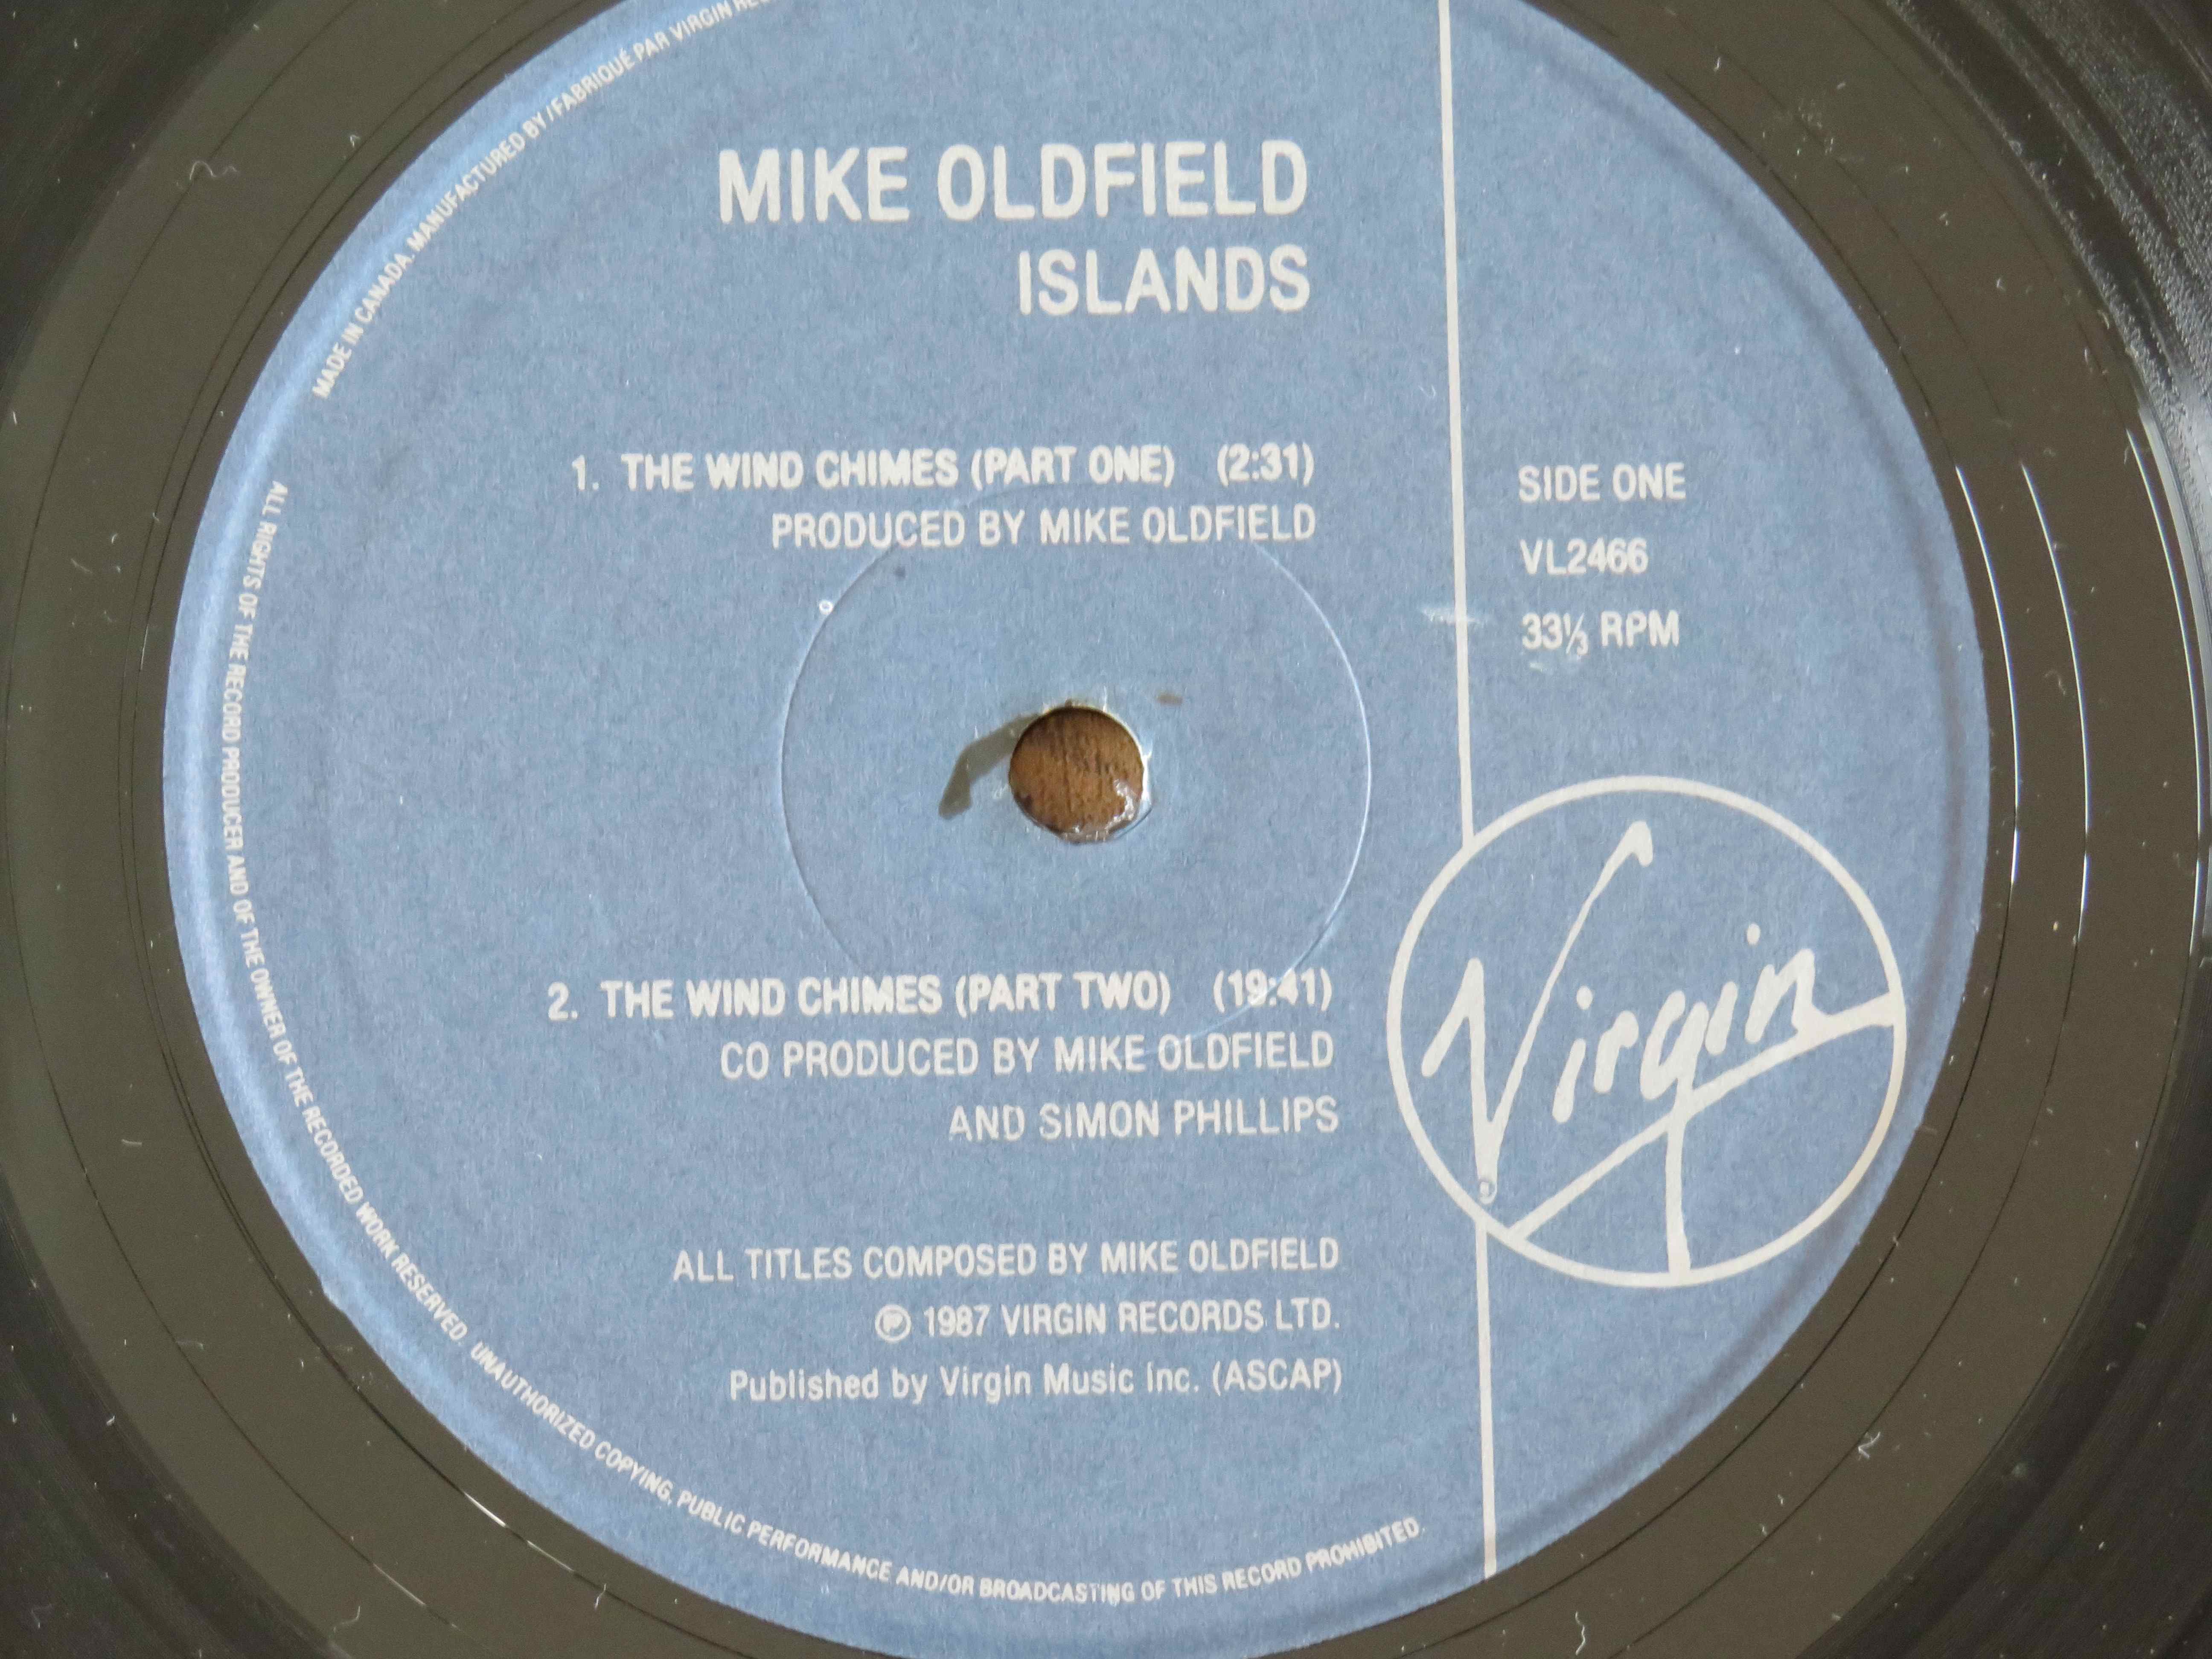 MADE IN CANADA. MANUFACTURED BY/FABRIQUÉ PAR VIRGIN
MIKE OLDFIELD
ISLANDS
1. THE WIND CHIMES (PART ONE) (2:31)
PRODUCED BY MIKE OLDFIELD
SIDE ONE
VL2466
33⅓ RPM
2. THE WIND CHIMES (PART TWO) (19:41)
CO PRODUCED BY MIKE OLDFIELD
AND SIMON PHILLIPS
Virgin
ALL TITLES COMPOSED BY MIKE OLDFIELD
℗ 1987 VIRGIN RECORDS LTD.
Published by Virgin Music Inc. (ASCAP)
ALL RIGHTS OF THE RECORD PRODUCER AND OF THE OWNER OF THE RECORDED WORK RESERVED. UNAUTHORIZED COPYING, PUBLIC PERFORMANCE AND/OR BROADCASTING OF THIS RECORD PROHIBITED.